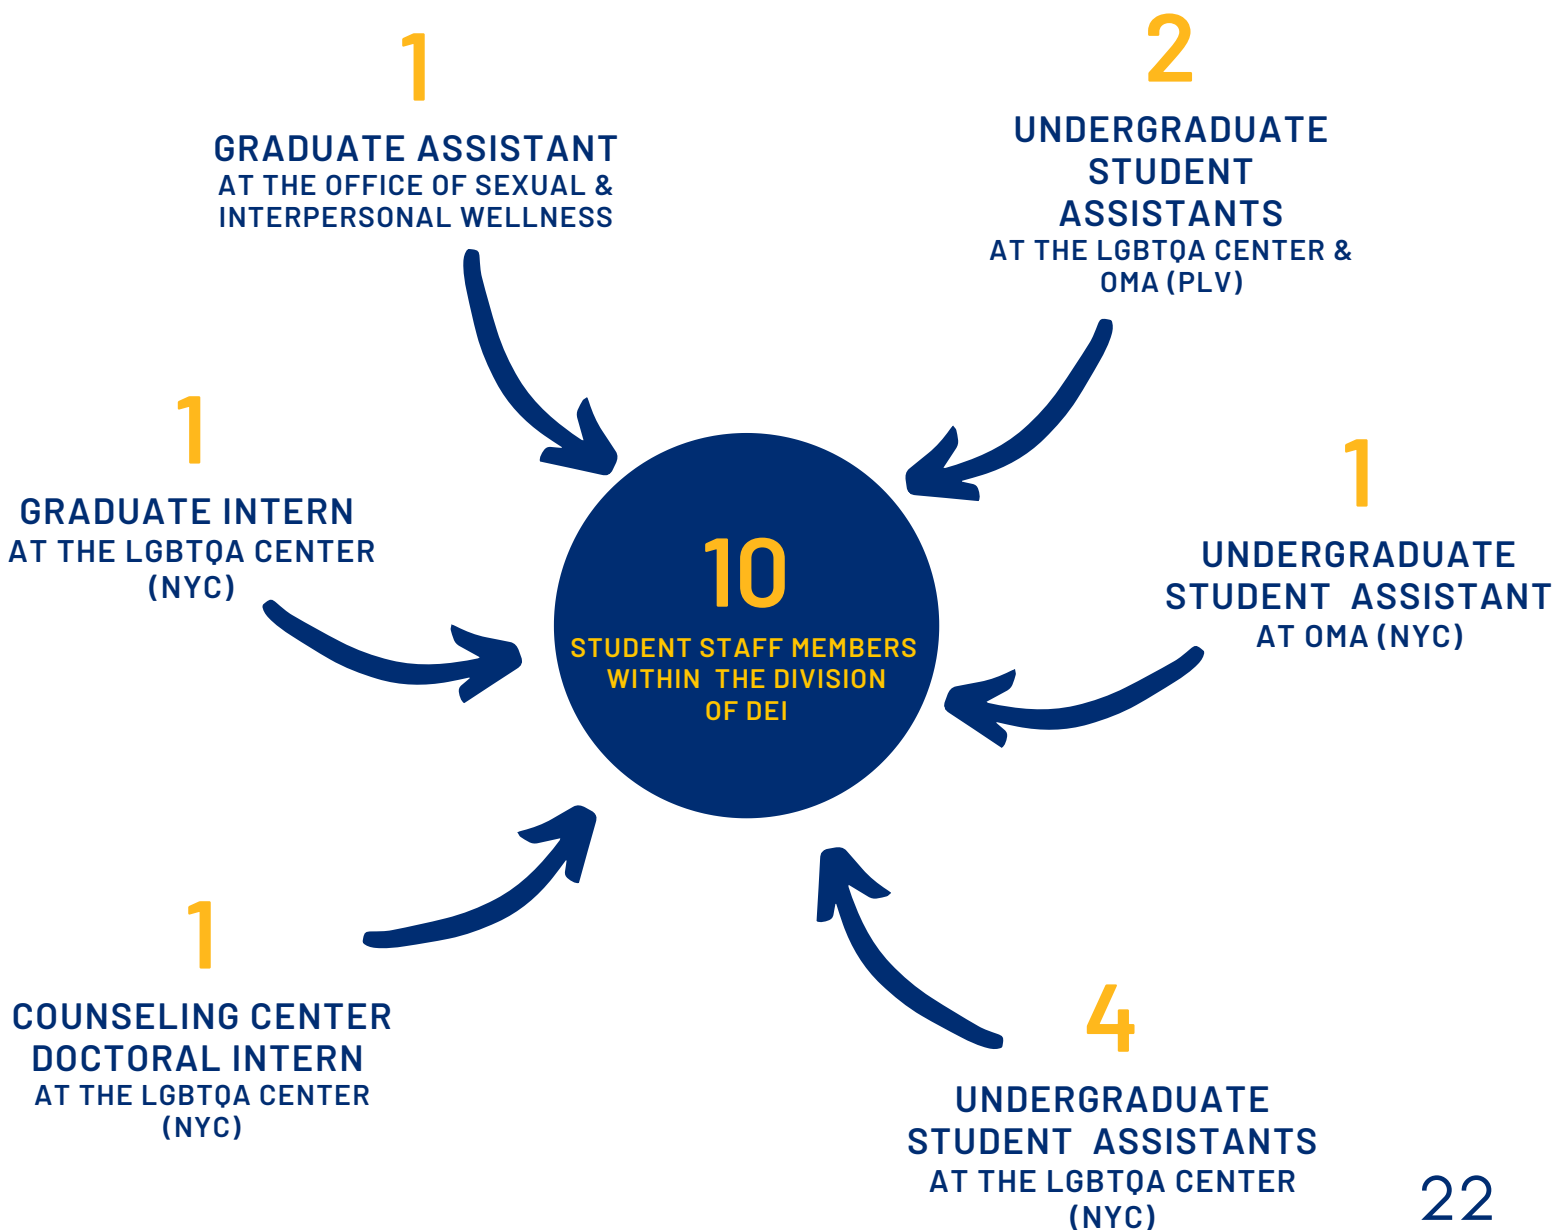 1
GRADUATE ASSISTANT
AT THE OFFICE OF SEXUAL &
INTERPERSONAL WELLNESS
2
UNDERGRADUATE
STUDENT
ASSISTANTS
AT THE LGBTQA CENTER &
OMA (PLV)
1
GRADUATE INTERN
AT THE LGBTQA CENTER
(NYC)
10
STUDENT STAFF MEMBERS
WITHIN THE DIVISION
OF DEI
1
UNDERGRADUATE
STUDENT ASSISTANT
AT OMA (NYC)
1
COUNSELING CENTER
DOCTORAL INTERN
AT THE LGBTQA CENTER
(NYC)
4
UNDERGRADUATE
STUDENT ASSISTANTS
AT THE LGBTQA CENTER
(NYC)
22